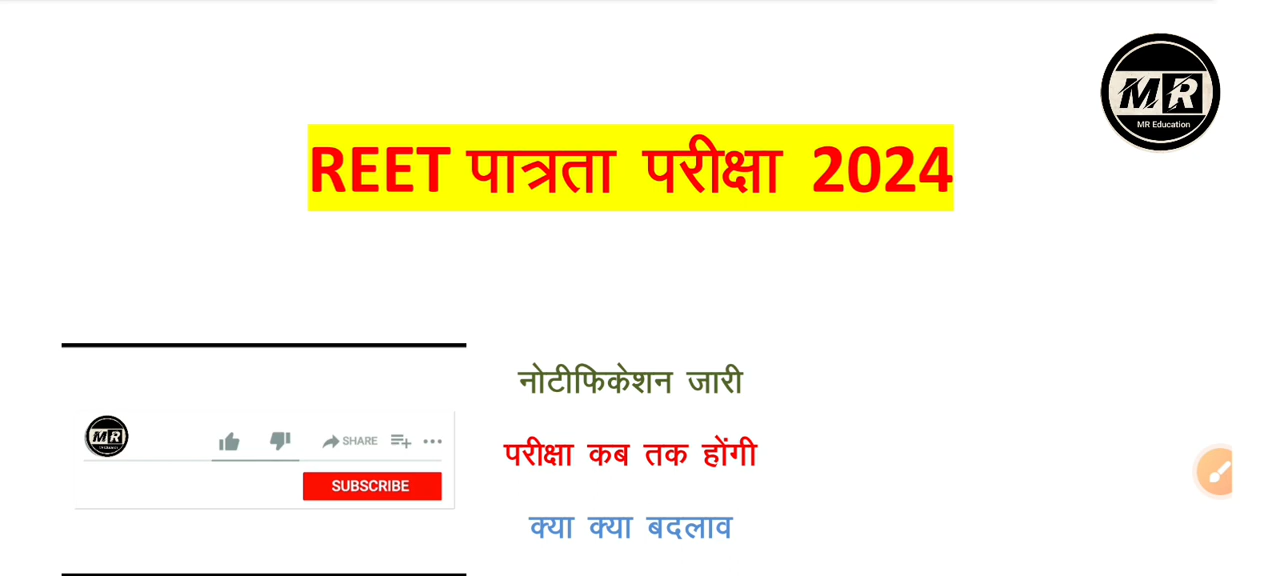 MR
MR Education
REET पात्रता परीक्षा 2024
नोटीफिकेशन जारी
MR
SHARE
परीक्षा कब तक होंगी
SUBSCRIBE
क्या क्या बदलाव